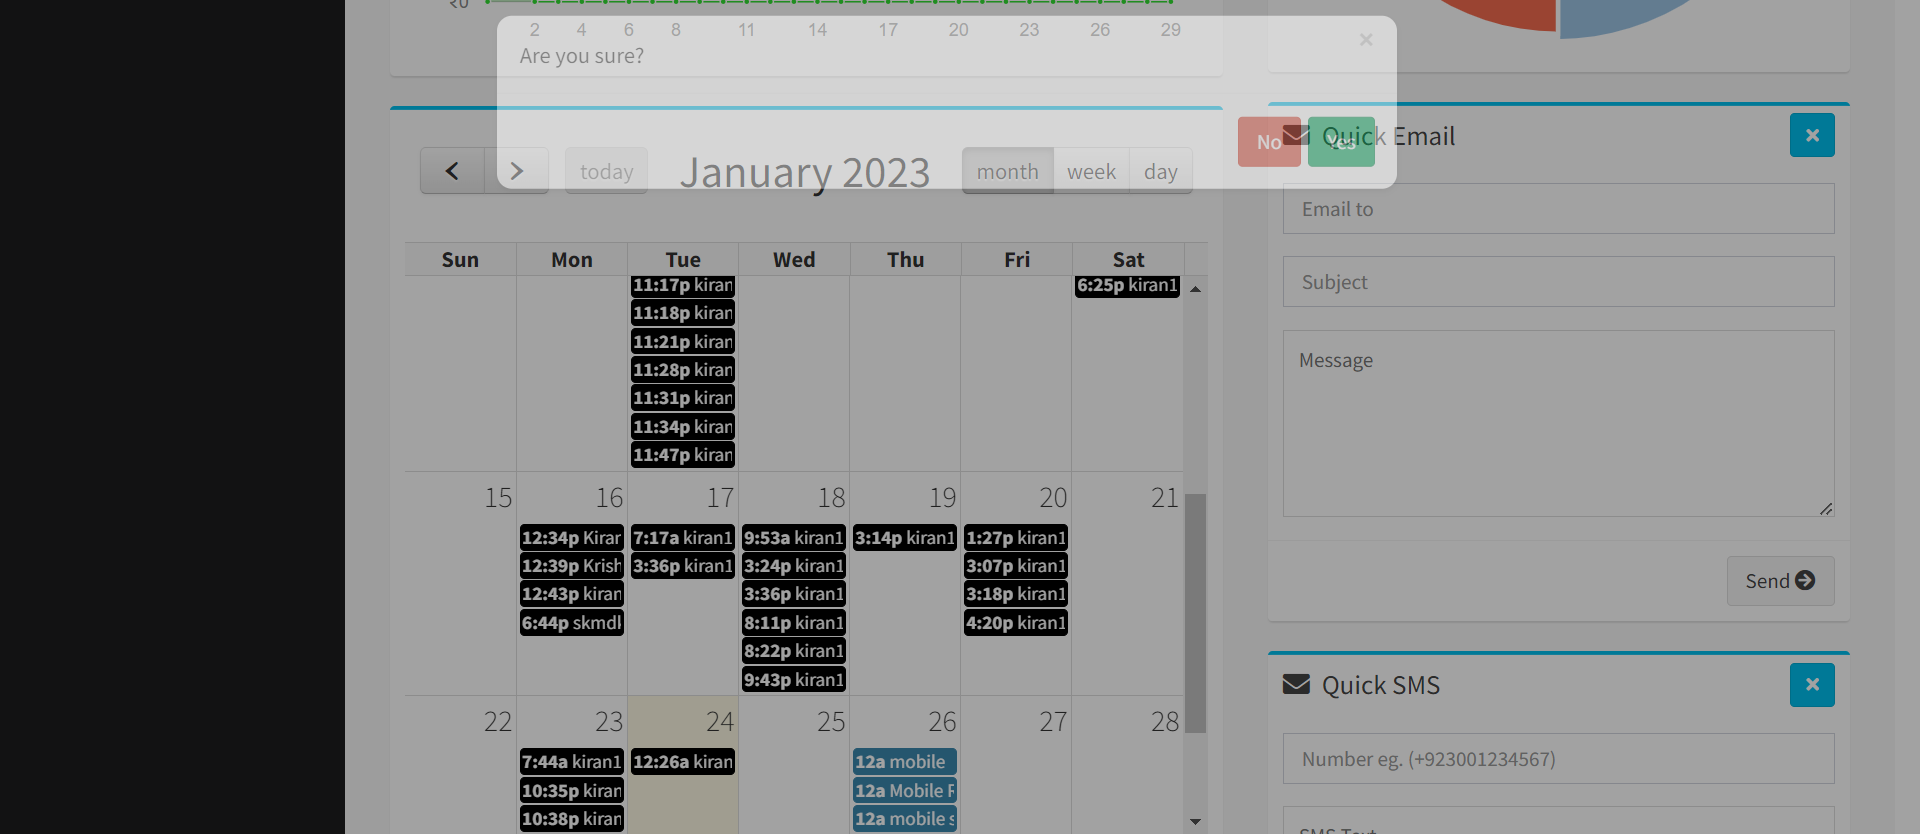 ₹0
2 4 6 8 11 14 17 20 23 26 29
Are you sure?
×
No Yes
Quick Email
today
January 2023
month week day
Email to
Subject
Message
Send
Sun Mon Tue Wed Thu Fri Sat
11:17p kiran
11:18p kiran
11:21p kiran
11:28p kiran
11:31p kiran
11:34p kiran
11:47p kiran
6:25p kiran1
15 16 17 18 19 20 21
12:34p Kiran
12:39p Krish
12:43p kiran
6:44p skmd
7:17a kiran1
3:36p kiran1
9:53a kiran1
3:24p kiran1
3:36p kiran1
8:11p kiran1
8:22p kiran1
9:43p kiran1
3:14p kiran1
1:27p kiran1
3:07p kiran1
3:18p kiran1
4:20p kiran1
22 23 24 25 26 27 28
7:44a kiran1
10:35p kiran
10:38p kiran
12:26a kiran
12a mobile
12a Mobile
12a mobile
Quick SMS
Number eg. (+923001234567)
SMS Text